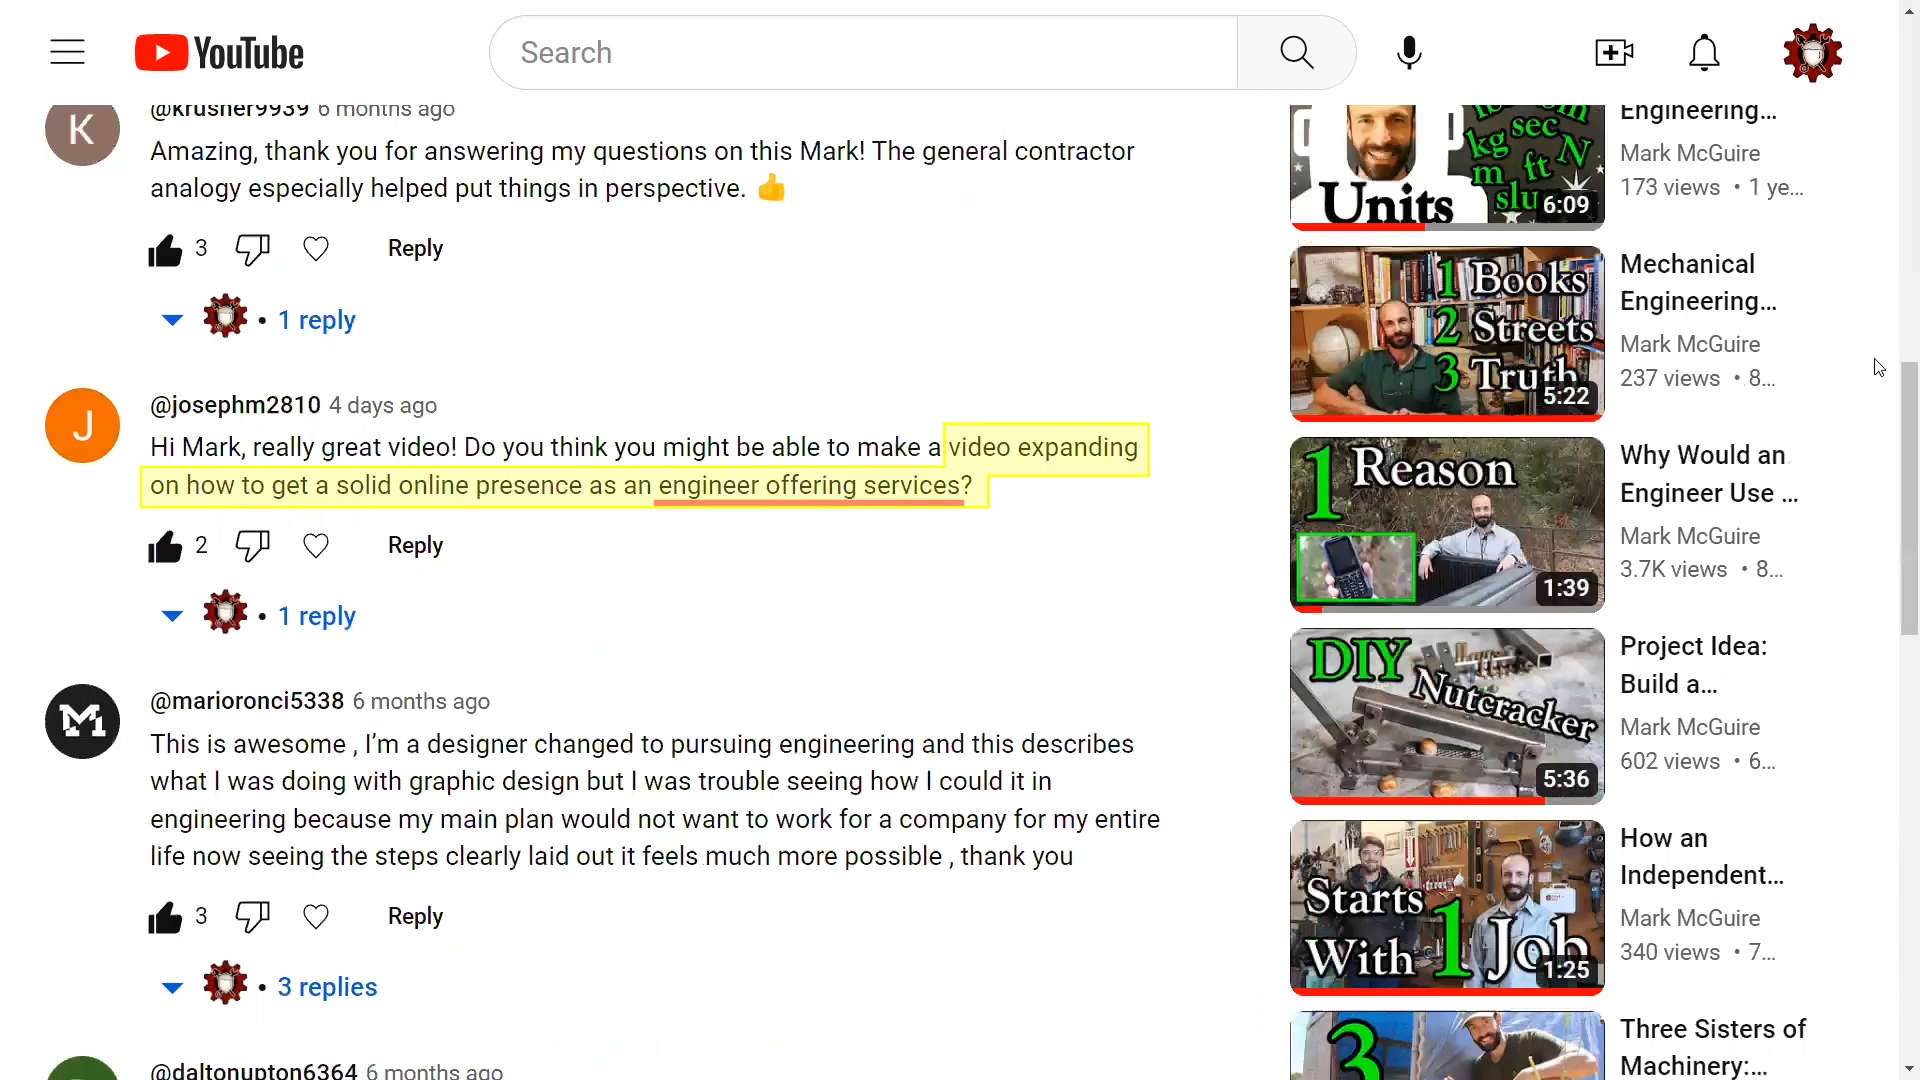 YouTube
Search
@krusher9939 6 months ago
K
Amazing, thank you for answering my questions on this Mark! The general contractor
analogy especially helped put things in perspective. 👍
3
Reply
1 reply
J
@josephm2810 4 days ago
Hi Mark, really great video! Do you think you might be able to make a video expanding
on how to get a solid online presence as an engineer offering services?
2
Reply
1 reply
M
@marioronci5338 6 months ago
This is awesome , I’m a designer changed to pursuing engineering and this describes
what I was doing with graphic design but I was trouble seeing how I could it in
engineering because my main plan would not want to work for a company for my entire
life now seeing the steps clearly laid out it feels much more possible , thank you
3
Reply
3 replies
@daltonupton6364 6 months ago
sec
kg
N
m
ft
slu
Units
6:09
Engineering...
Mark McGuire
173 views • 1 ye...
1 Books
2 Streets
3 Truth
5:22
Mechanical
Engineering...
Mark McGuire
237 views • 8...
1 Reason
1:39
Why Would an
Engineer Use ...
Mark McGuire
3.7K views • 8...
DIY
Nutcracker
5:36
Project Idea:
Build a...
Mark McGuire
602 views • 6...
Starts
With 1 Job
1:25
How an
Independent...
Mark McGuire
340 views • 7...
3
Three Sisters of
Machinery:...